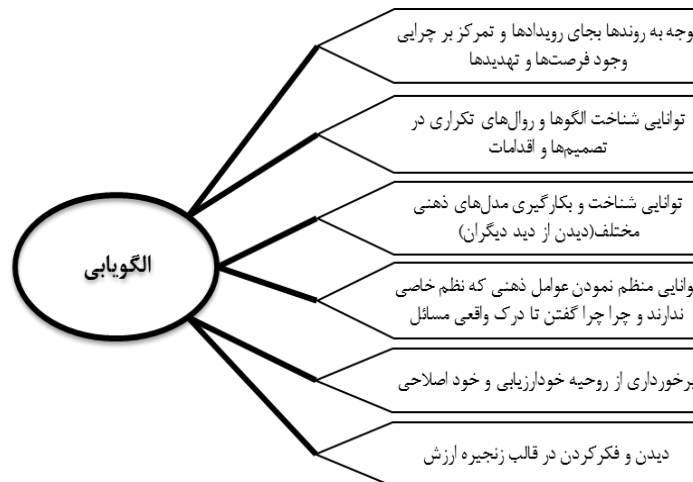 وجه به روندها بجای رویدادها و تمرکز بر چرایی
وجود فرصت‌ها و تهدیدها
توانایی شناخت الگوها و روال‌های تکراری در
تصمیم‌ها و اقدامات
توانایی شناخت و بکارگیری مدل‌های ذهنی
مختلف(دیدن از دید دیگران)
وانایی منظم نمودن عوامل ذهنی که نظم خاصی
ندارند و چرا چرا گفتن تا درک واقعی مسائل
برخورداری از روحیه خودارزیابی و خود اصلاحی
دیدن و فکرکردن در قالب زنجیره ارزش
الگویابی